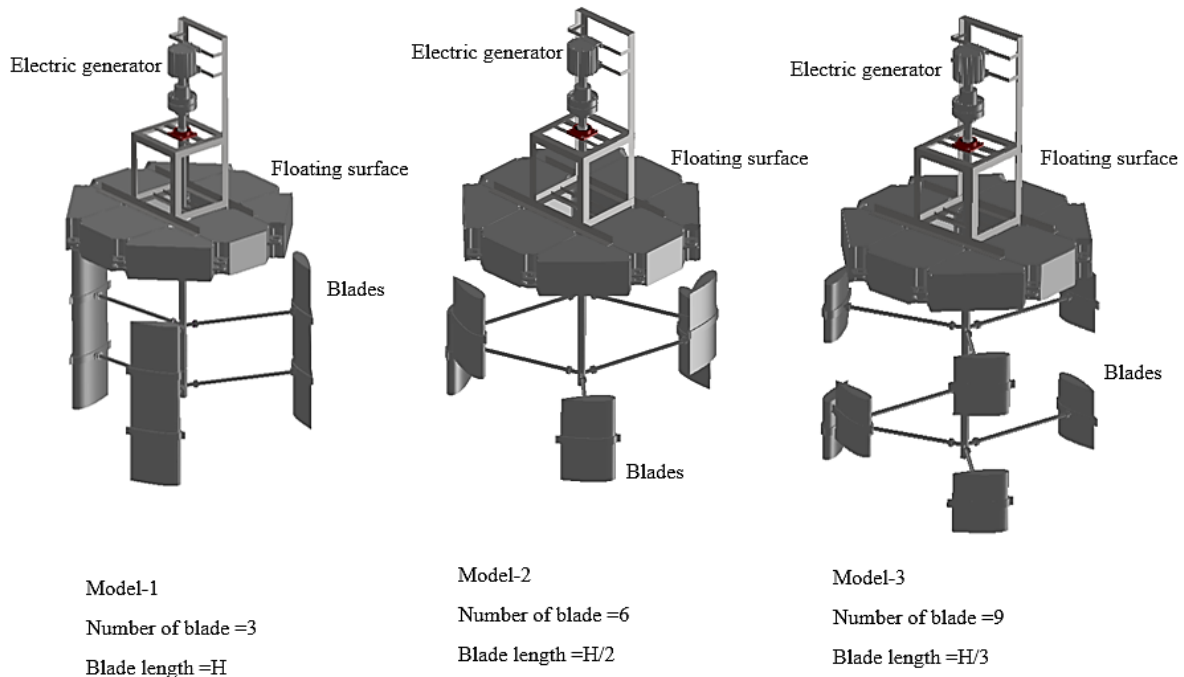 Electric generator
Floating surface
Blades
Model-1
Number of blade =3
Blade length =H
Electric generator
Floating surface
Blades
Model-2
Number of blade =6
Blade length =H/2
Electric generator
Floating surface
Blades
Model-3
Number of blade =9
Blade length =H/3